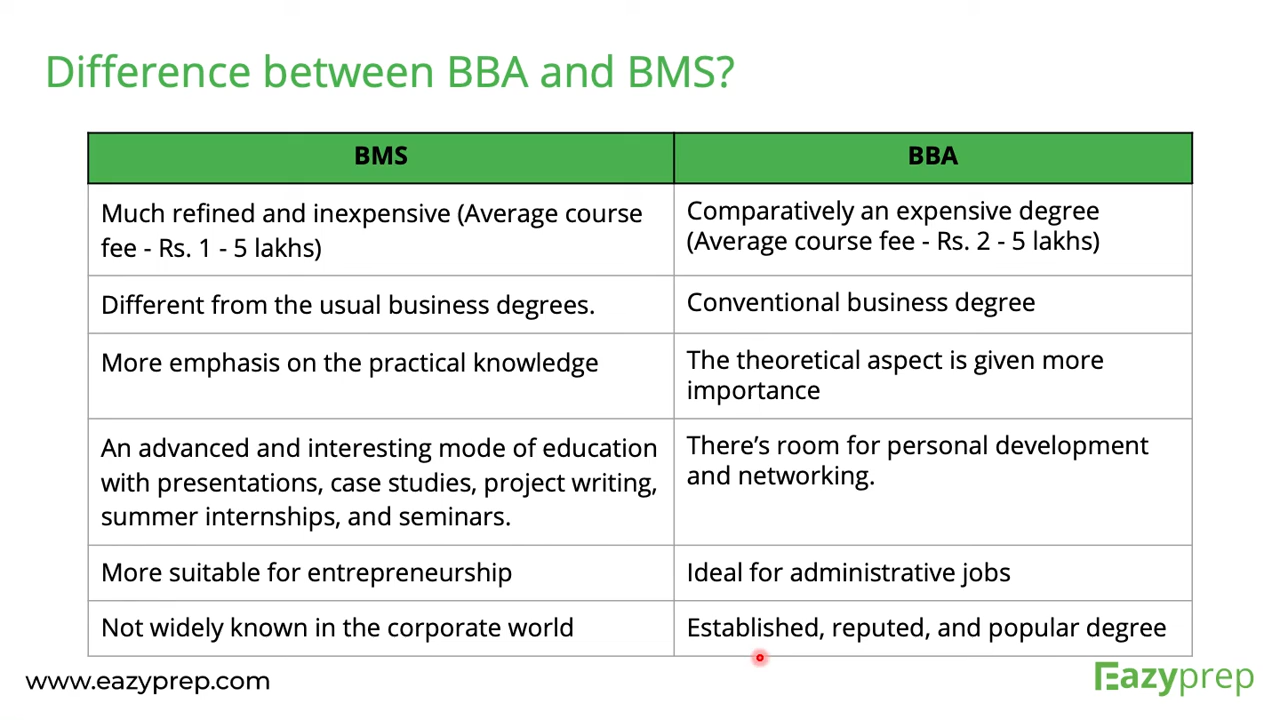 Difference between BBA and BMS?
BMS
BBA
Much refined and inexpensive (Average course
fee - Rs. 1 - 5 lakhs)
Comparatively an expensive degree
(Average course fee - Rs. 2 - 5 lakhs)
Different from the usual business degrees.
Conventional business degree
More emphasis on the practical knowledge
The theoretical aspect is given more
importance
An advanced and interesting mode of education
with presentations, case studies, project writing,
summer internships, and seminars.
There’s room for personal development
and networking.
More suitable for entrepreneurship
Ideal for administrative jobs
Not widely known in the corporate world
Established, reputed, and popular degree
www.eazyprep.com
Eazyprep